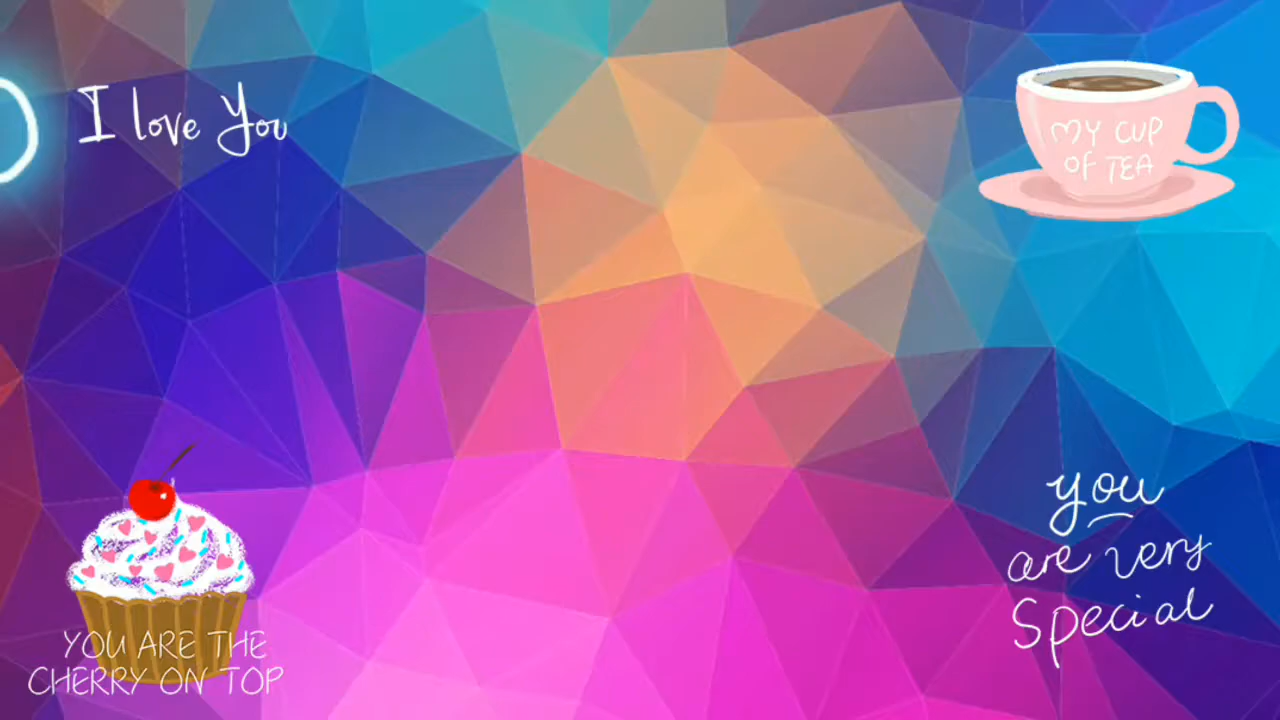 I love You
MY CUP
OF TEA
YOU ARE THE
CHERRY ON TOP
you
are very
Special